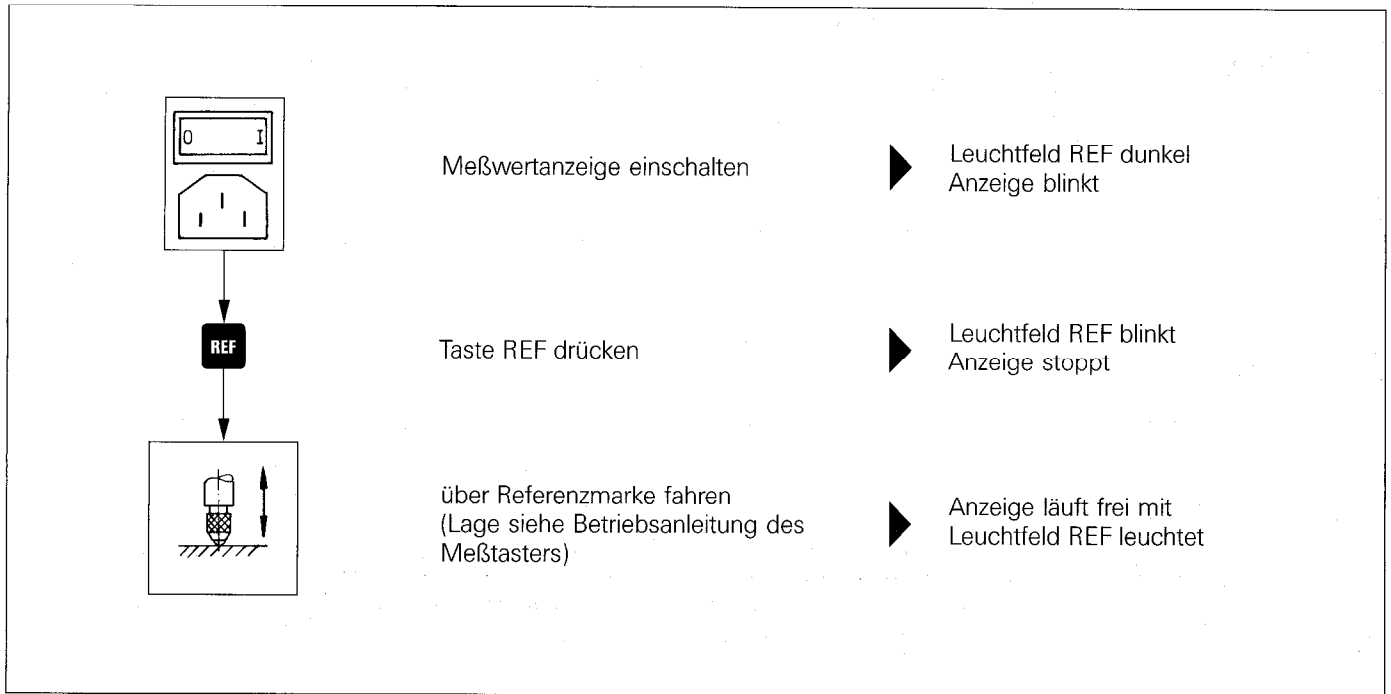 O I
Meßwertanzeige einschalten
Leuchtfeld REF dunkel
Anzeige blinkt
REF
Taste REF drücken
Leuchtfeld REF blinkt
Anzeige stoppt
über Referenzmarke fahren
(Lage siehe Betriebsanleitung des
Meßtasters)
Anzeige läuft frei mit
Leuchtfeld REF leuchtet